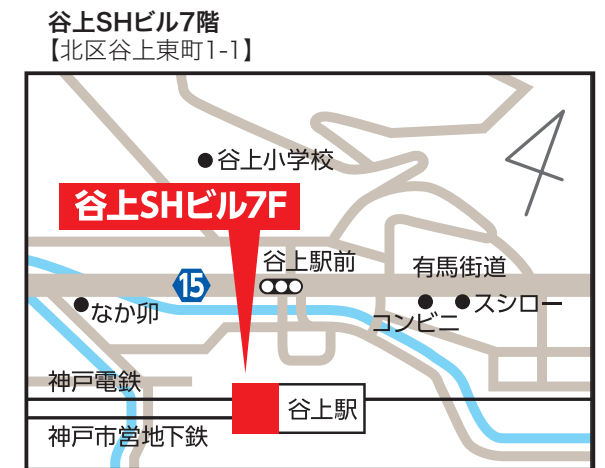 谷上SHビル7階
【北区谷上東町1-1】
谷上小学校
谷上SHビル7F
谷上駅前
有馬街道
15
なか卯
スシロー
コンビニ
神戸電鉄
谷上駅
神戸市営地下鉄